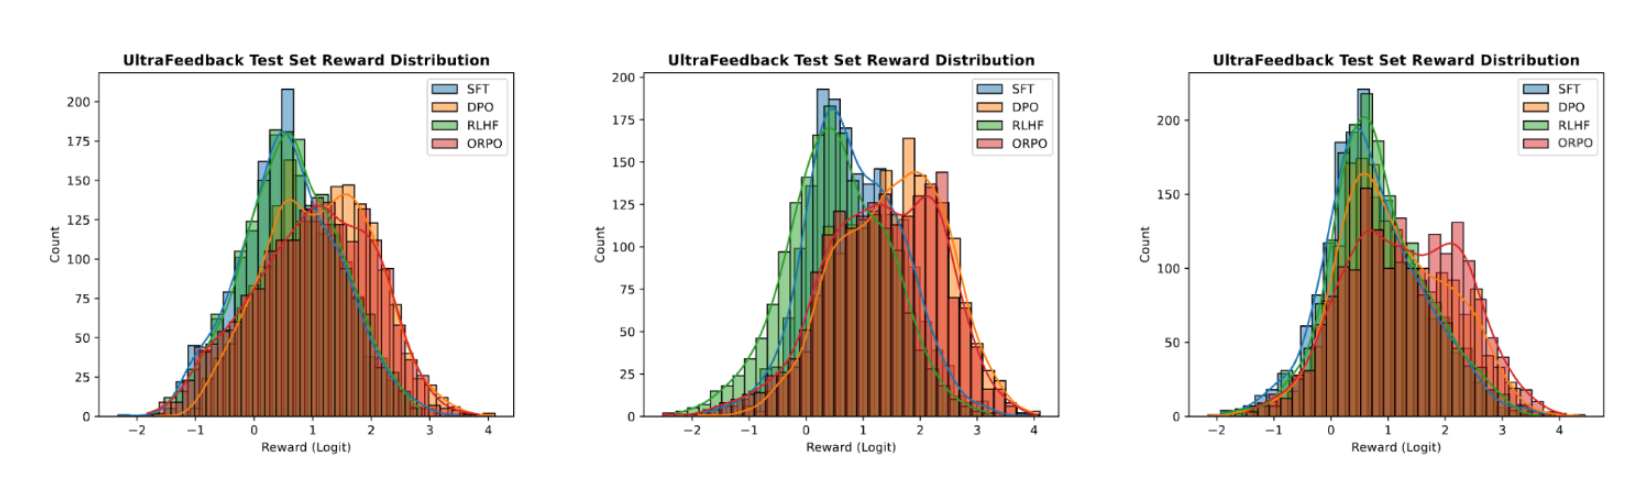 UltraFeedback Test Set Reward Distribution
SFT
DPO
RLHF
ORPO
200
175
150
125
100
75
50
25
0
Count
−2 −1 0 1 2 3 4
Reward (Logit)
UltraFeedback Test Set Reward Distribution
SFT
DPO
RLHF
ORPO
200
175
150
125
100
75
50
25
0
Count
−2 −1 0 1 2 3 4
Reward (Logit)
UltraFeedback Test Set Reward Distribution
SFT
DPO
RLHF
ORPO
200
150
100
50
0
Count
−2 −1 0 1 2 3 4
Reward (Logit)